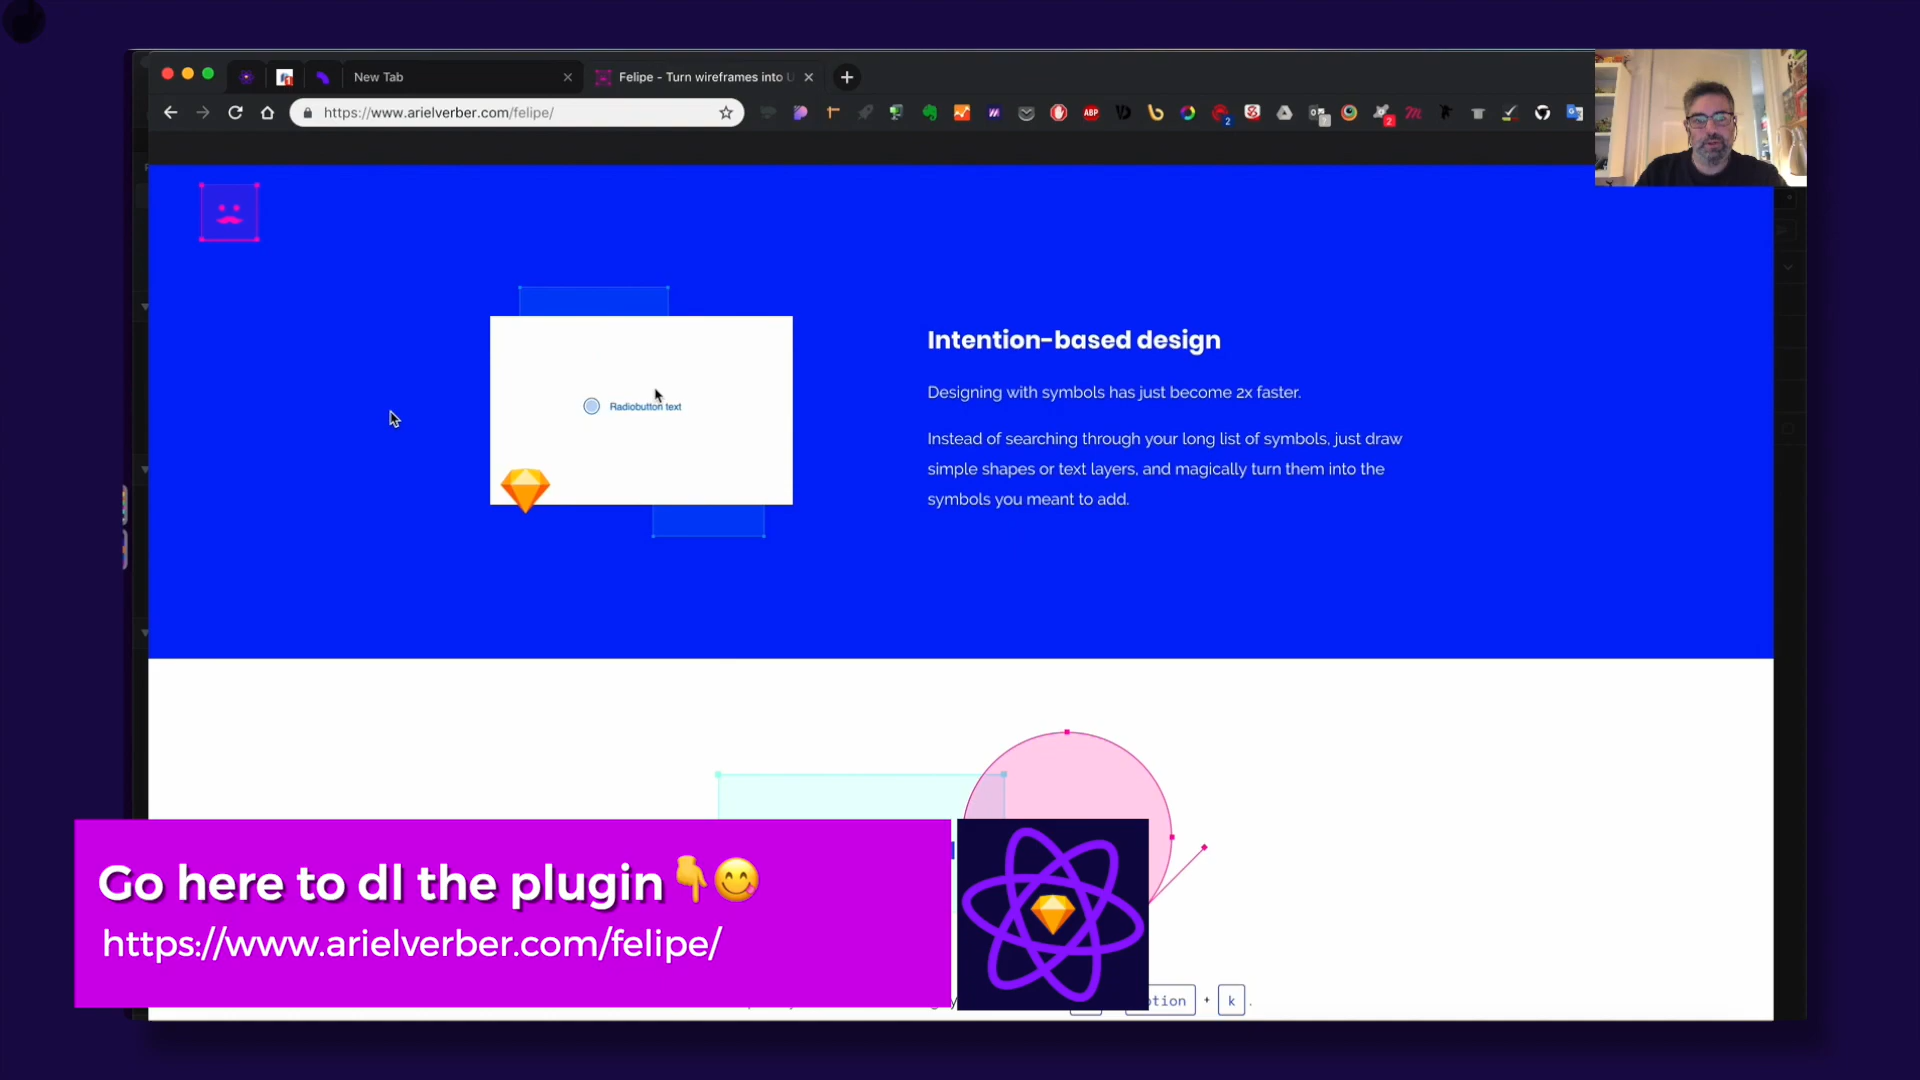 New Tab
Felipe - Turn wireframes into U
https://www.arielverber.com/felipe/
ABP
2
2
Intention-based design
Radiobutton text
Designing with symbols has just become 2x faster.
Instead of searching through your long list of symbols, just draw
simple shapes or text layers, and magically turn them into the
symbols you meant to add.
Go here to dl the plugin👇😋
https://www.arielverber.com/felipe/
+ k .